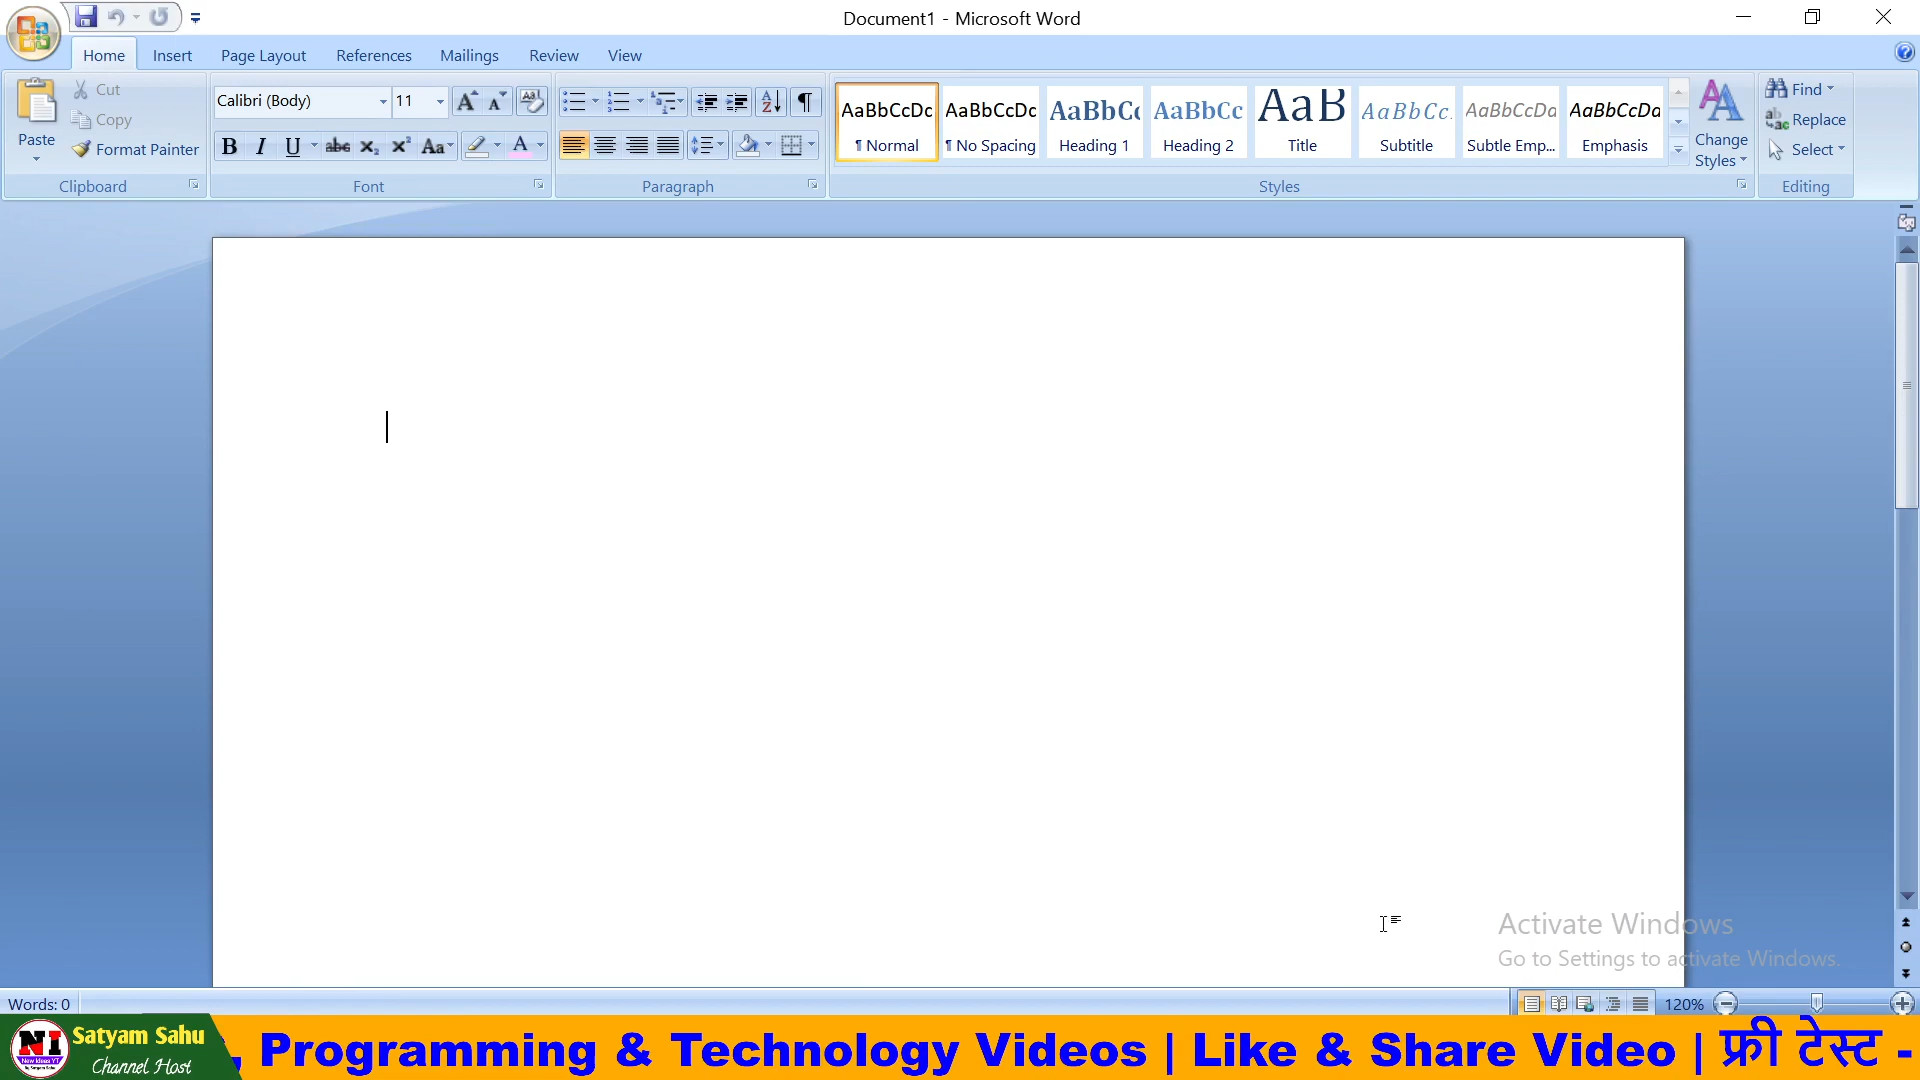 Document1 - Microsoft Word
Home Insert Page Layout References Mailings Review View
Paste
Cut
Copy
Format Painter
Clipboard
Calibri (Body) 11
B I U abc x₂ x² Aa A
Font
Paragraph
AaBbCcDc AaBbCcDc AaBbC AaBbCc AaB AaBbCc. AaBbCcDa AaBbCcDa
¶ Normal ¶ No Spacing Heading 1 Heading 2 Title Subtitle Subtle Emp... Emphasis
Change
Styles
Styles
Find
Replace
Select
Editing
Activate Windows
Go to Settings to activate Windows.
Words: 0
120%
NI
Satyam Sahu
Channel Host
, Programming & Technology Videos | Like & Share Video | फ्री टेस्ट -